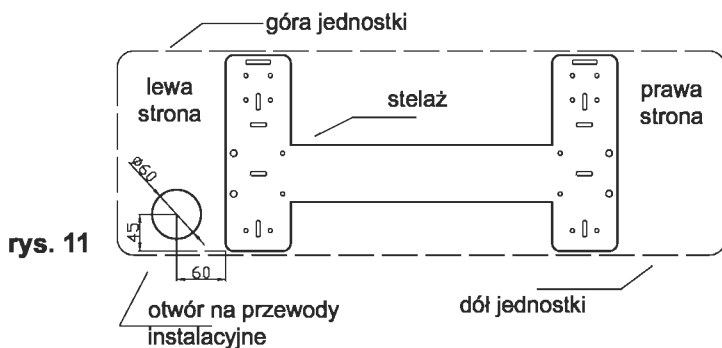 góra jednostki
lewa
strona
stelaż
prawa
strona
ø60
45
rys. 11
60
otwór na przewody
instalacyjne
dół jednostki